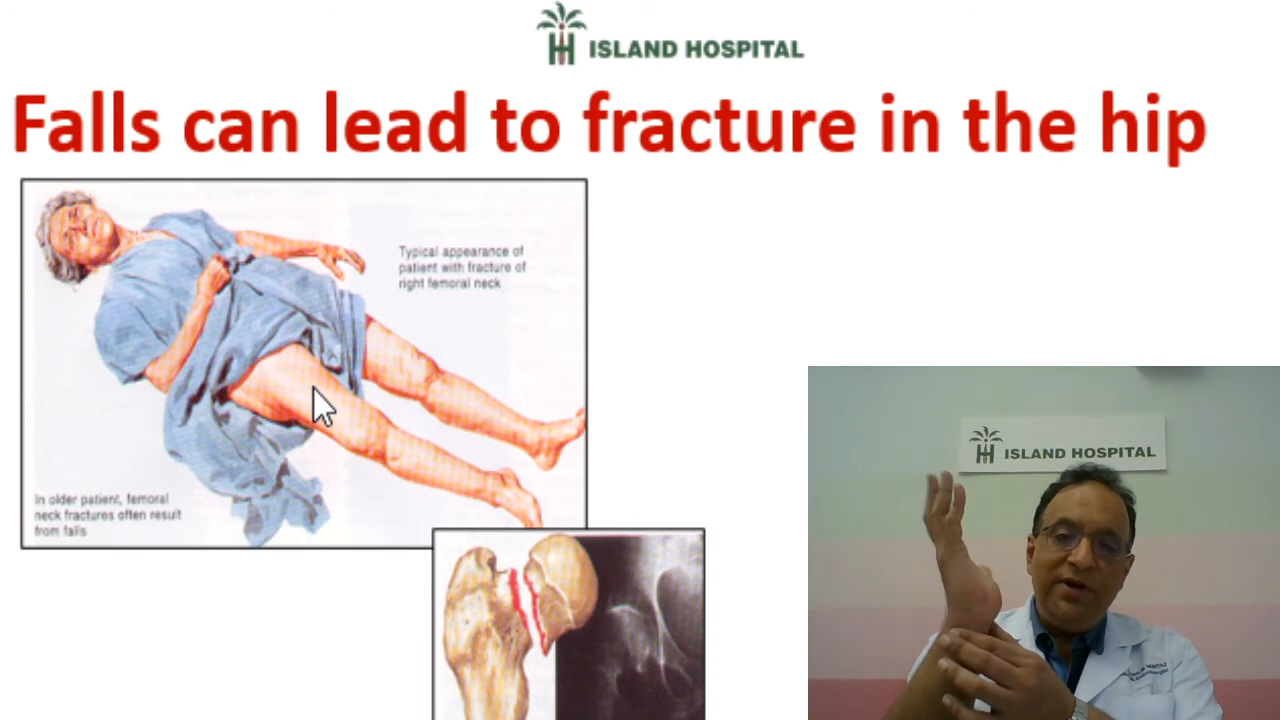 ISLAND HOSPITAL
Falls can lead to fracture in the hip
Typical appearance of
patient with fracture of
right femoral neck
In older patient, femoral
neck fractures often result
from falls
ISLAND HOSPITAL